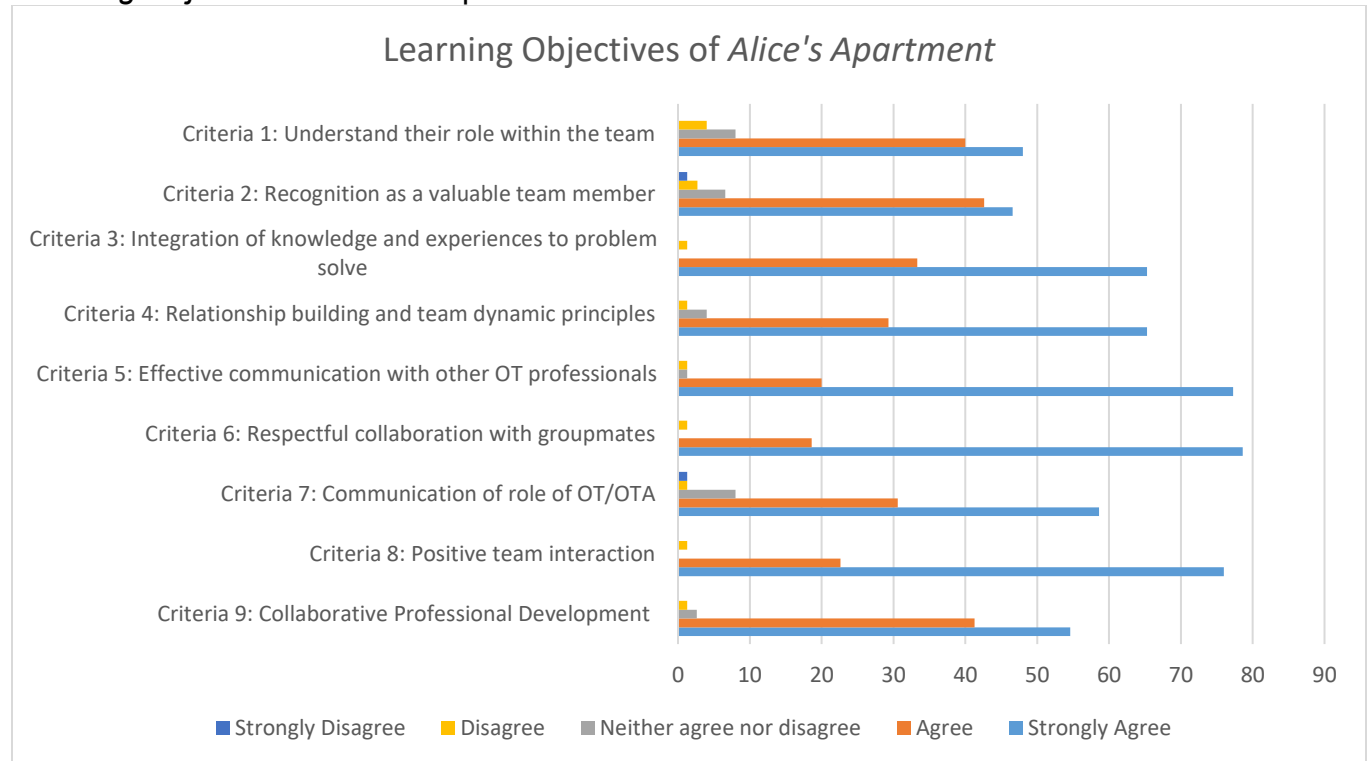 Learning Objectives of Alice's Apartment
Criteria 1: Understand their role within the team
Criteria 2: Recognition as a valuable team member
Criteria 3: Integration of knowledge and experiences to problem
solve
Criteria 4: Relationship building and team dynamic principles
Criteria 5: Effective communication with other OT professionals
Criteria 6: Respectful collaboration with groupmates
Criteria 7: Communication of role of OT/OTA
Criteria 8: Positive team interaction
Criteria 9: Collaborative Professional Development
0 10 20 30 40 50 60 70 80 90
Strongly Disagree Disagree Neither agree nor disagree Agree Strongly Agree